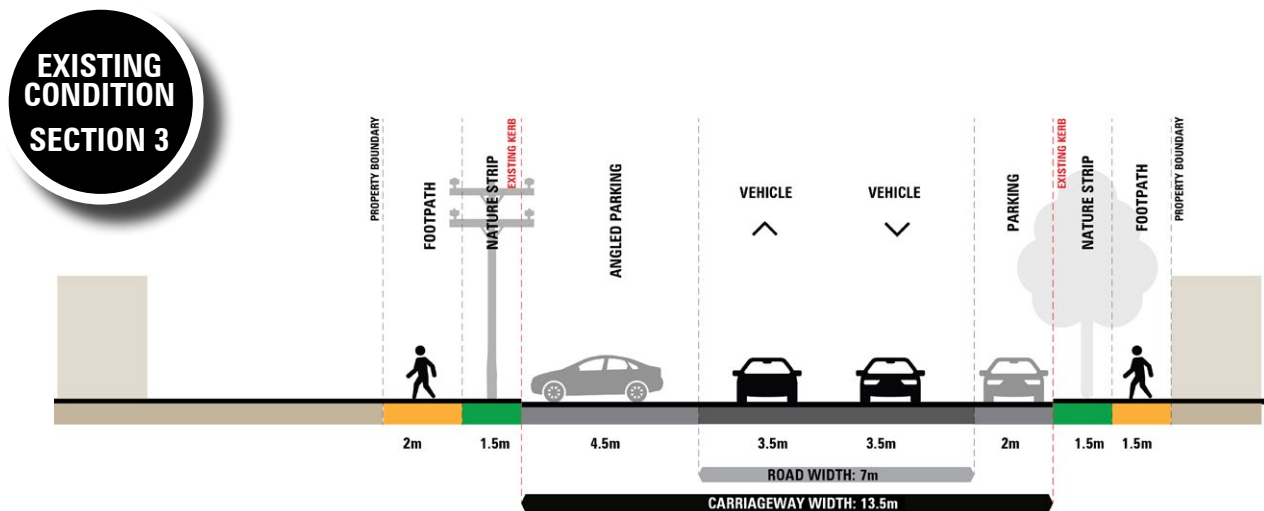 EXISTING
CONDITION
SECTION 3
PROPERTY BOUNDARY
FOOTPATH
NATURE STRIP
EXISTING KERB
ANGLED PARKING
VEHICLE
VEHICLE
PARKING
EXISTING KERB
NATURE STRIP
FOOTPATH
PROPERTY BOUNDARY
2m
1.5m
4.5m
3.5m
3.5m
2m
1.5m
1.5m
ROAD WIDTH: 7m
CARRIAGEWAY WIDTH: 13.5m